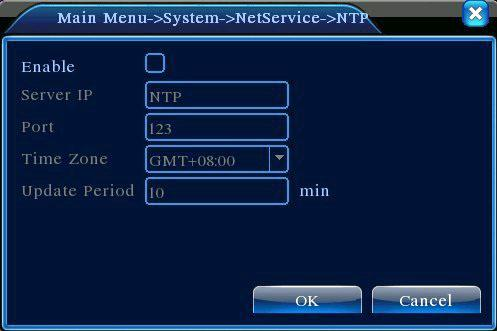 Main Menu->System->NetService->NTP
Enable
Server IP NTP
Port 123
Time Zone GMT+08:00
Update Period 10 min
OK Cancel